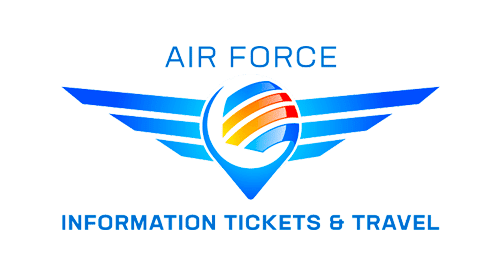 AIR FORCE
INFORMATION TICKETS & TRAVEL